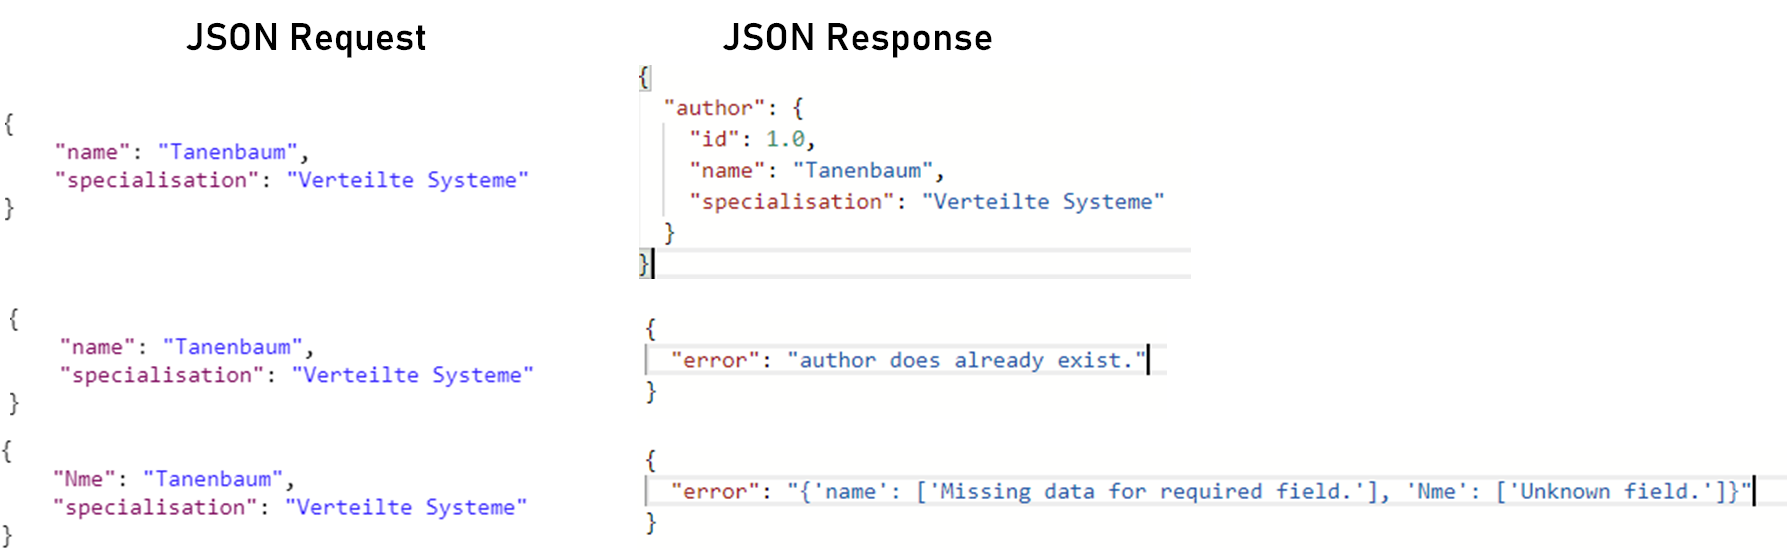 JSON Request
JSON Response
{
"name": "Tanenbaum",
"specialisation": "Verteilte Systeme"
}
{
"author": {
"id": 1.0,
"name": "Tanenbaum",
"specialisation": "Verteilte Systeme"
}
}
{
"name": "Tanenbaum",
"specialisation": "Verteilte Systeme"
}
{
"error": "author does already exist."
}
{
"Nme": "Tanenbaum",
"specialisation": "Verteilte Systeme"
}
{
"error": "{'name': ['Missing data for required field.'], 'Nme': ['Unknown field.']}"
}